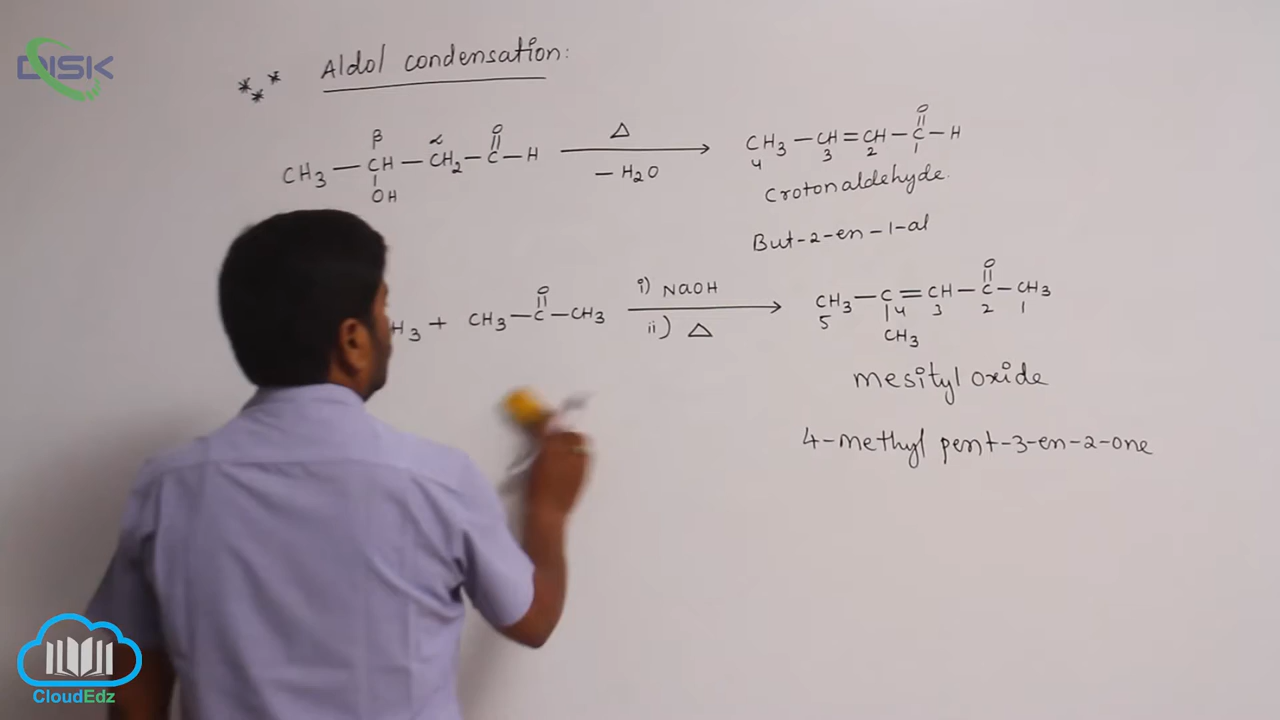 DISK
Aldol condensation:
β α O
CH3 — CH — CH2 — C — H
OH
△
— H2O
O
CH3 — CH = CH — C — H
4 3 2 1
Crotonaldehyde.
But-2-en-1-al
H3 + CH3 — C — CH3
O
i) NaOH
ii) △
O
CH3 — C = CH — C — CH3
5 4 3 2 1
CH3
mesityl oxide
4-methyl pent-3-en-2-one
CloudEdz